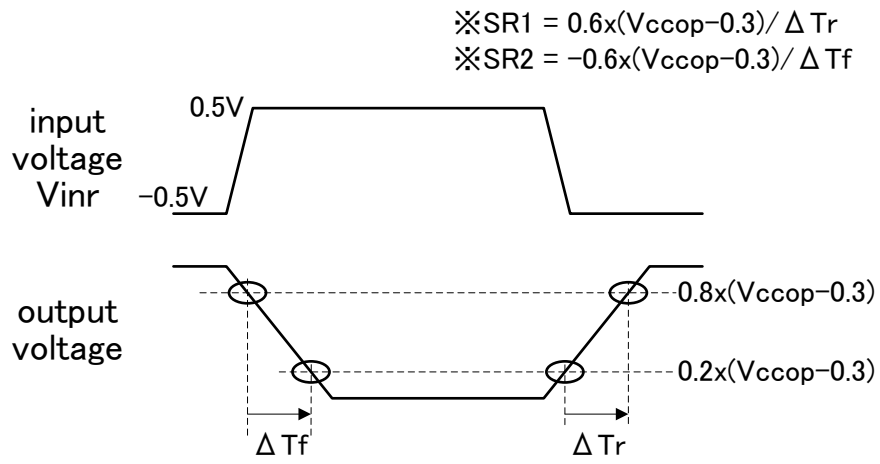 ※SR1 = 0.6x(Vccop-0.3)/ΔTr
※SR2 = -0.6x(Vccop-0.3)/ΔTf
0.5V
input
voltage
Vinr
-0.5V
0.8x(Vccop-0.3)
output
voltage
0.2x(Vccop-0.3)
ΔTf
ΔTr